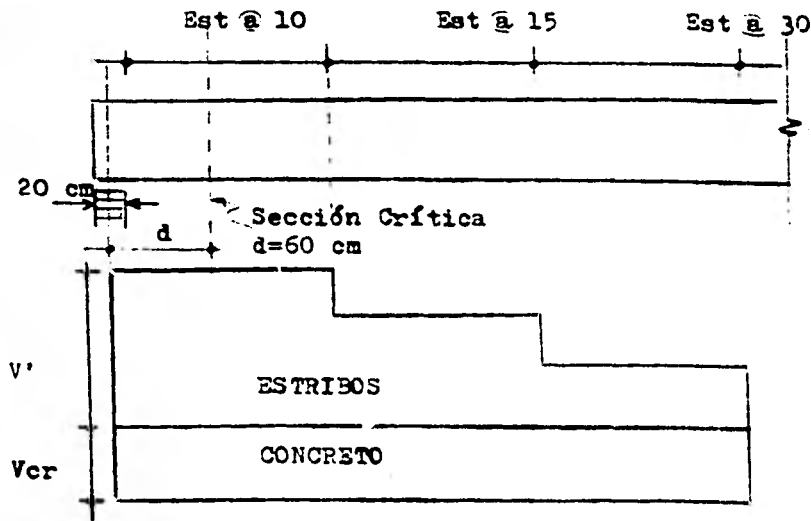 Est @ 10 Est @ 15 Est @ 30
20 cm
Sección Crítica
d
d=60 cm
V'
ESTRIBOS
Vcr
CONCRETO